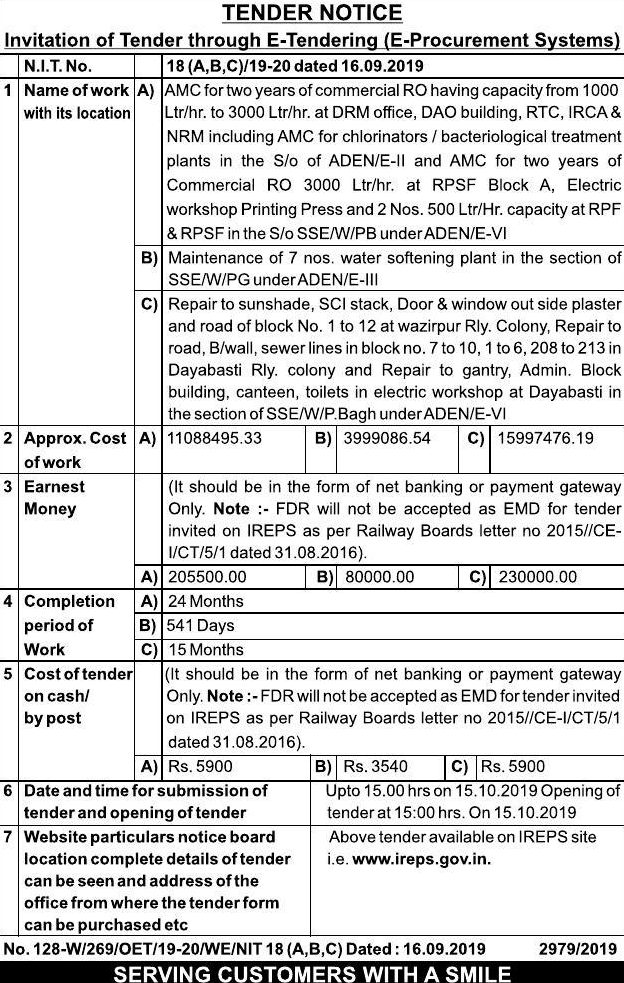 TENDER NOTICE
Invitation of Tender through E-Tendering (E-Procurement Systems)
N.I.T. No. 18 (A,B,C)/19-20 dated 16.09.2019
1 Name of work with its location
A) AMC for two years of commercial RO having capacity from 1000
Ltr/hr. to 3000 Ltr/hr. at DRM office, DAO building, RTC, IRCA &
NRM including AMC for chlorinators / bacteriological treatment
plants in the S/o of ADEN/E-II and AMC for two years of
Commercial RO 3000 Ltr/hr. at RPSF Block A, Electric
workshop Printing Press and 2 Nos. 500 Ltr/Hr. capacity at RPF
& RPSF in the S/o SSE/W/PB under ADEN/E-VI
B) Maintenance of 7 nos. water softening plant in the section of
SSE/W/PG under ADEN/E-III
C) Repair to sunshade, SCI stack, Door & window out side plaster
and road of block No. 1 to 12 at wazirpur Rly. Colony, Repair to
road, B/wall, sewer lines in block no. 7 to 10, 1 to 6, 208 to 213 in
Dayabasti Rly. colony and Repair to gantry, Admin. Block
building, canteen, toilets in electric workshop at Dayabasti in
the section of SSE/W/P.Bagh under ADEN/E-VI
2 Approx. Cost of work
A) 11088495.33 B) 3999086.54 C) 15997476.19
3 Earnest Money
(It should be in the form of net banking or payment gateway
Only. Note :- FDR will not be accepted as EMD for tender
invited on IREPS as per Railway Boards letter no 2015//CE-
I/CT/5/1 dated 31.08.2016).
A) 205500.00 B) 80000.00 C) 230000.00
4 Completion period of Work
A) 24 Months
B) 541 Days
C) 15 Months
5 Cost of tender on cash/ by post
(It should be in the form of net banking or payment gateway
Only. Note :- FDR will not be accepted as EMD for tender invited
on IREPS as per Railway Boards letter no 2015//CE-I/CT/5/1
dated 31.08.2016).
A) Rs. 5900 B) Rs. 3540 C) Rs. 5900
6 Date and time for submission of
tender and opening of tender
Upto 15.00 hrs on 15.10.2019 Opening of
tender at 15:00 hrs. On 15.10.2019
7 Website particulars notice board
location complete details of tender
can be seen and address of the
office from where the tender form
can be purchased etc
Above tender available on IREPS site
i.e. www.ireps.gov.in.
No. 128-W/269/OET/19-20/WE/NIT 18 (A,B,C) Dated : 16.09.2019 2979/2019
SERVING CUSTOMERS WITH A SMILE